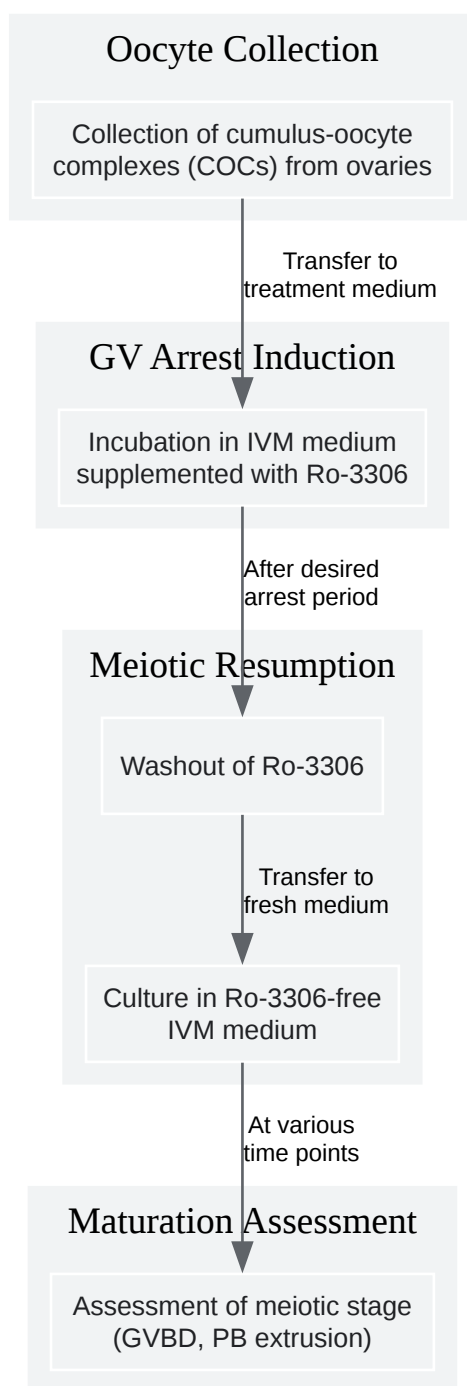 Oocyte Collection
Collection of cumulus-oocyte
complexes (COCs) from ovaries
Transfer to
treatment medium
GV Arrest Induction
Incubation in IVM medium
supplemented with Ro-3306
After desired
arrest period
Meiotic Resumption
Washout of Ro-3306
Transfer to
fresh medium
Culture in Ro-3306-free
IVM medium
At various
time points
Maturation Assessment
Assessment of meiotic stage
(GVBD, PB extrusion)